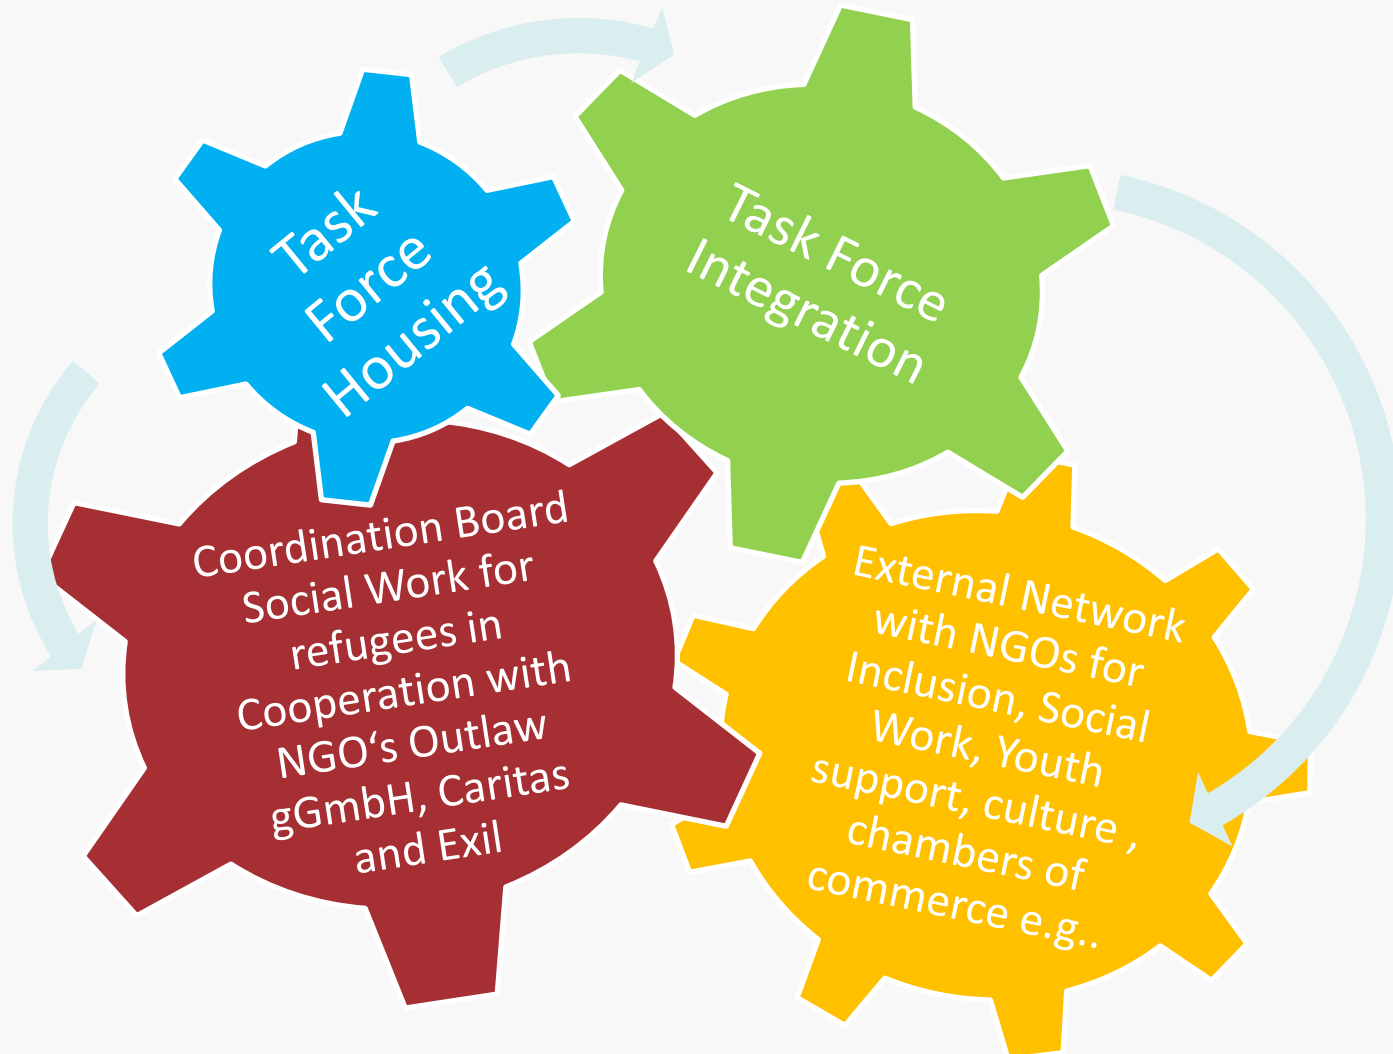 Task
Force
Housing
Task Force
Integration
Coordination Board
Social Work for
refugees in
Cooperation with
NGO‘s Outlaw
gGmbH, Caritas
and Exil
External Network
with NGOs for
Inclusion, Social
Work, Youth
support, culture ,
chambers of
commerce e.g..